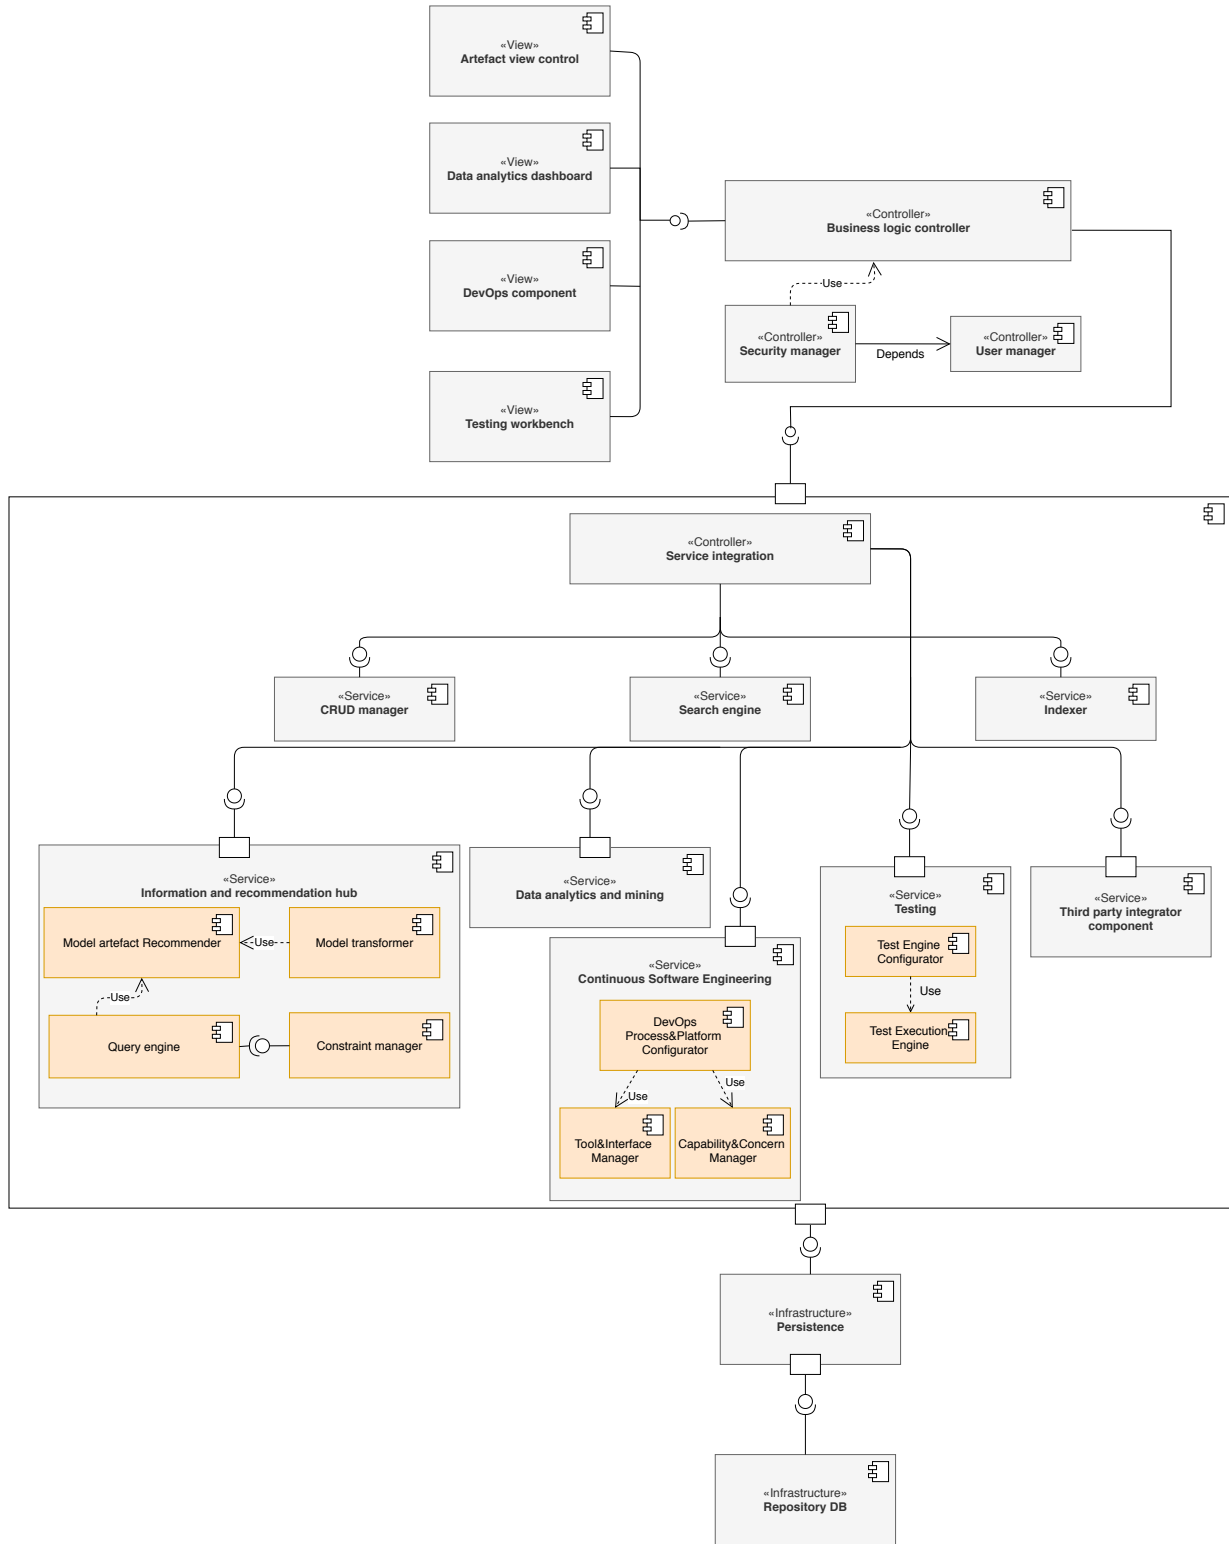 «View»
Artefact view control
«View»
Data analytics dashboard
«Controller»
Business logic controller
«View»
DevOps component
Use
«Controller»
Security manager
Depends
«Controller»
User manager
«View»
Testing workbench
«Controller»
Service integration
«Service»
CRUD manager
«Service»
Search engine
«Service»
Indexer
«Service»
Information and recommendation hub
Model artefact Recommender
Use
Model transformer
Use
Query engine
Constraint manager
«Service»
Data analytics and mining
«Service»
Continuous Software Engineering
DevOps
Process&Platform
Configurator
Use
Use
Tool&Interface
Manager
Capability&Concern
Manager
«Service»
Testing
Test Engine
Configurator
Use
Test Execution
Engine
«Service»
Third party integrator
component
«Infrastructure»
Persistence
«Infrastructure»
Repository DB